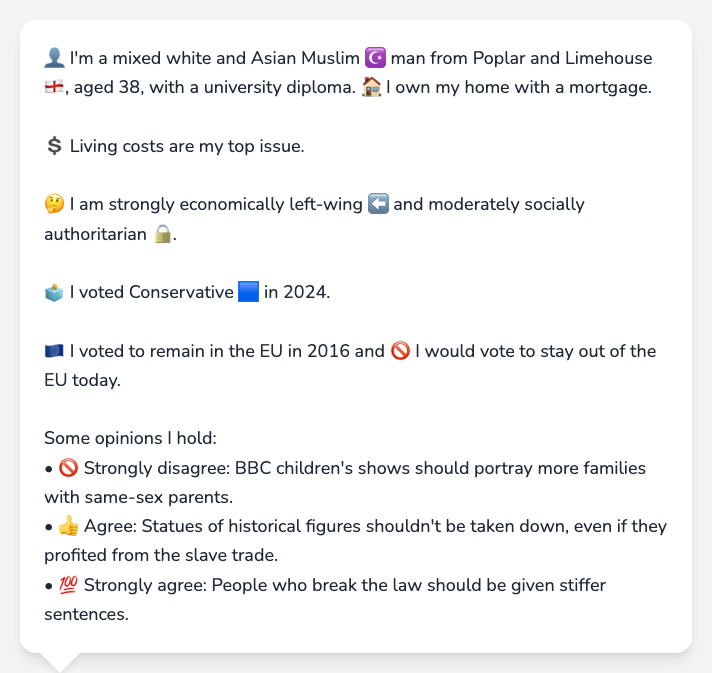 👤 I'm a mixed white and Asian Muslim ☪️ man from Poplar and Limehouse
🏴󠁧󠁢󠁥󠁮󠁧󠁿, aged 38, with a university diploma. 🏠 I own my home with a mortgage.
💲 Living costs are my top issue.
🤔 I am strongly economically left-wing ⬅️ and moderately socially
authoritarian 🔒.
🗳️ I voted Conservative 🟦 in 2024.
🇪🇺 I voted to remain in the EU in 2016 and 🚫 I would vote to stay out of the
EU today.
Some opinions I hold:
• 🚫 Strongly disagree: BBC children's shows should portray more families
with same-sex parents.
• 👍 Agree: Statues of historical figures shouldn't be taken down, even if they
profited from the slave trade.
• 💯 Strongly agree: People who break the law should be given stiffer
sentences.